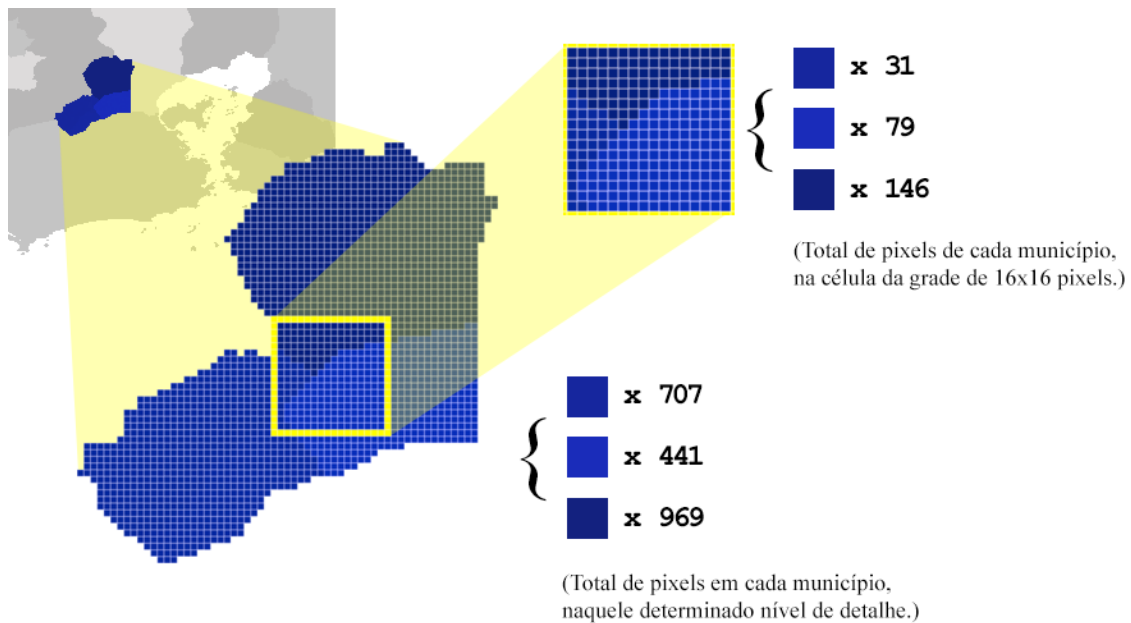 x 31
x 79
x 146
(Total de pixels de cada município,
na célula da grade de 16x16 pixels.)
x 707
x 441
x 969
(Total de pixels em cada município,
naquele determinado nível de detalhe.)